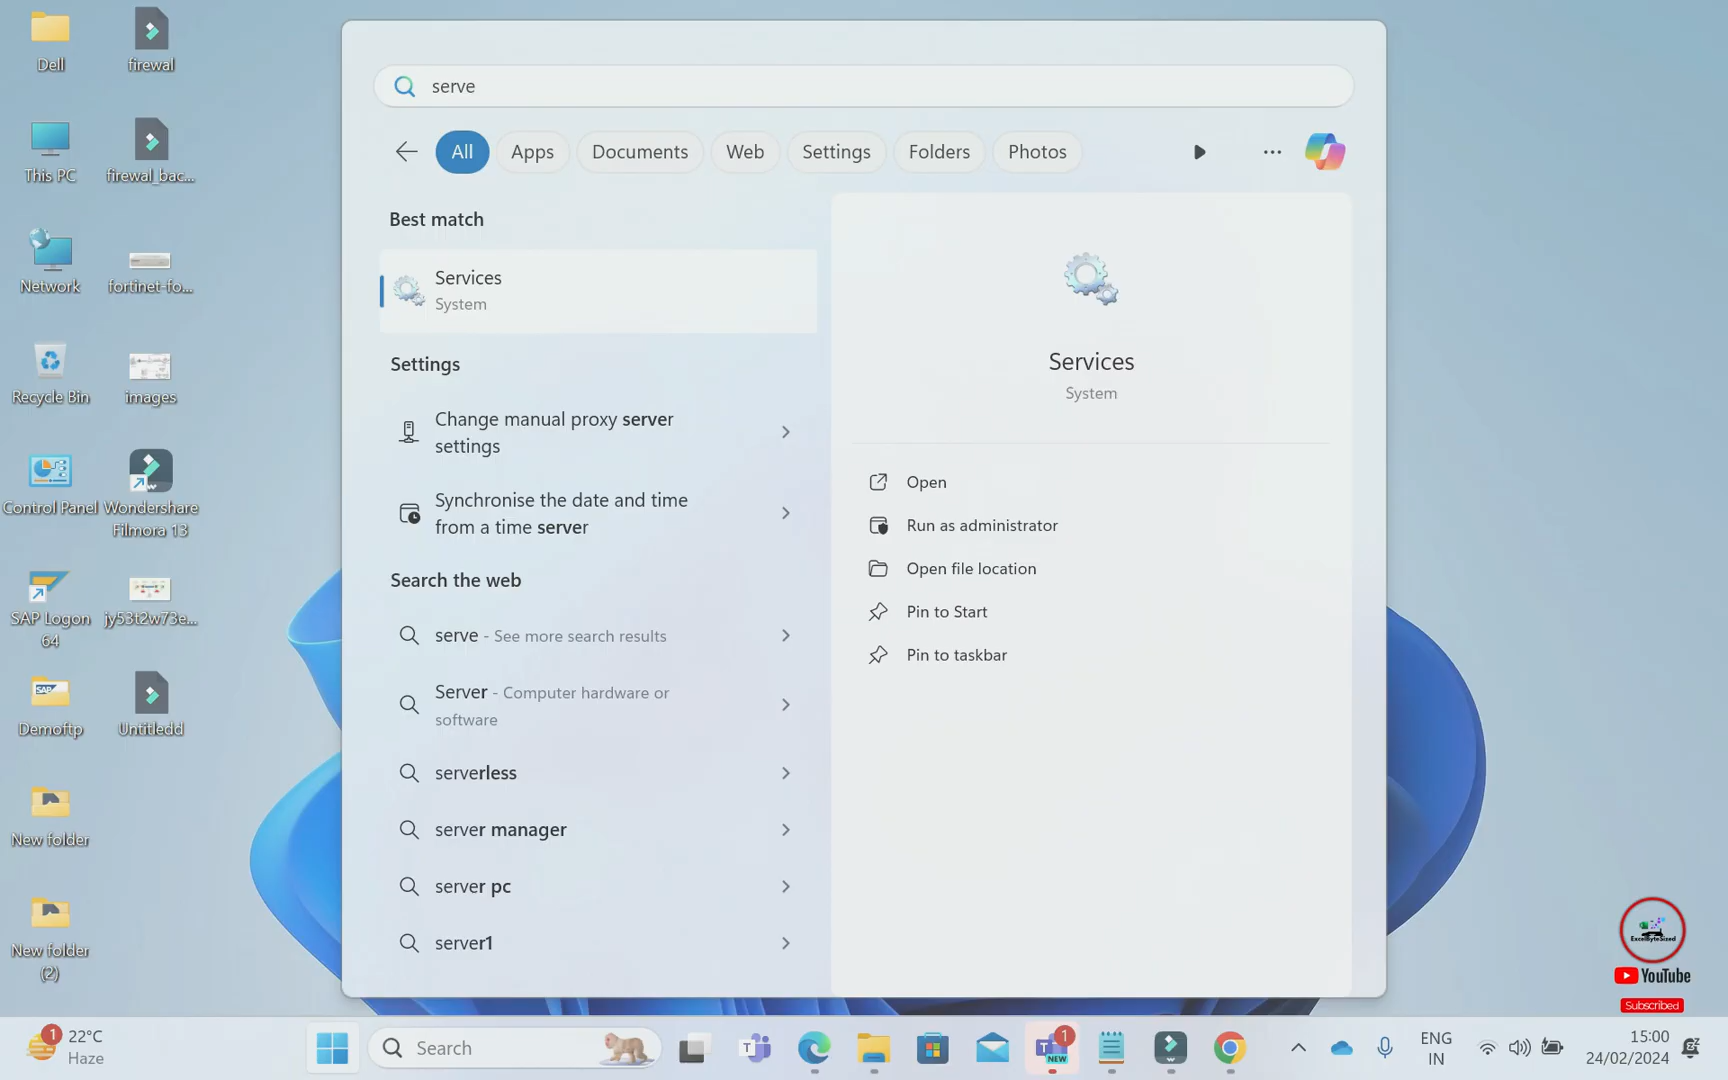 Dell
firewal
This PC
firewal_bac...
Network
fortinet-fo...
Recycle Bin
images
Control Panel
Wondershare
Filmora 13
SAP Logon
64
jy53t2w73e...
SAP
Demoftp
Untitledd
New folder
New folder
(2)
serve
All
Apps
Documents
Web
Settings
Folders
Photos
Best match
Services
System
Settings
Change manual proxy server
settings
Synchronise the date and time
from a time server
Search the web
serve - See more search results
Server - Computer hardware or
software
serverless
server manager
server pc
server1
Services
System
Open
Run as administrator
Open file location
Pin to Start
Pin to taskbar
ExcelByteSized
YouTube
Subscribed
1
22°C
Haze
Search
T
T
1
NEW
ENG
IN
15:00
24/02/2024